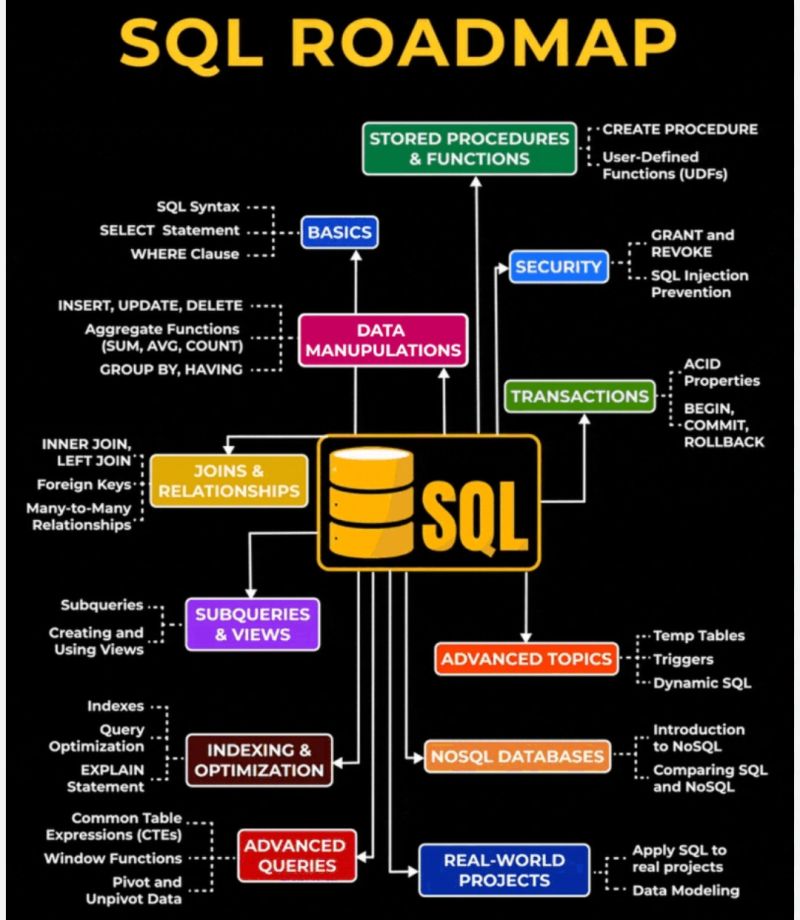 SQL ROADMAP
STORED PROCEDURES
& FUNCTIONS
CREATE PROCEDURE
User-Defined
Functions (UDFs)
SQL Syntax
SELECT Statement
WHERE Clause
BASICS
SECURITY
GRANT and
REVOKE
SQL Injection
Prevention
INSERT, UPDATE, DELETE
Aggregate Functions
(SUM, AVG, COUNT)
GROUP BY, HAVING
DATA
MANUPULATIONS
TRANSACTIONS
ACID
Properties
BEGIN,
COMMIT,
ROLLBACK
INNER JOIN,
LEFT JOIN
Foreign Keys
Many-to-Many
Relationships
JOINS &
RELATIONSHIPS
SQL
Subqueries
Creating and
Using Views
SUBQUERIES
& VIEWS
ADVANCED TOPICS
Temp Tables
Triggers
Dynamic SQL
Indexes
Query
Optimization
EXPLAIN
Statement
INDEXING &
OPTIMIZATION
NOSQL DATABASES
Introduction
to NoSQL
Comparing SQL
and NoSQL
Common Table
Expressions (CTEs)
Window Functions
Pivot and
Unpivot Data
ADVANCED
QUERIES
REAL-WORLD
PROJECTS
Apply SQL to
real projects
Data Modeling